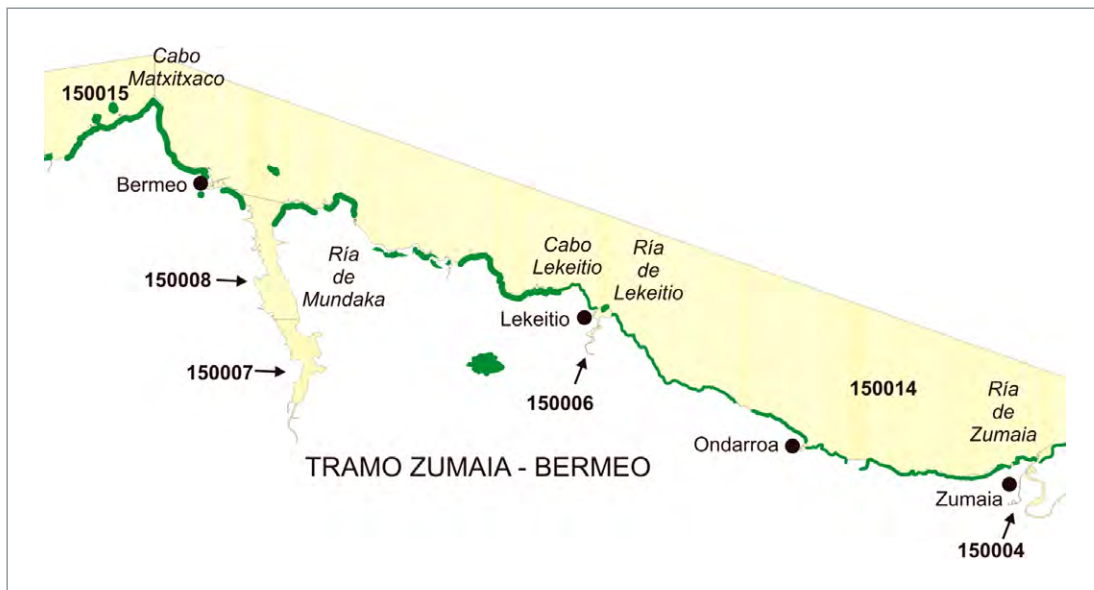 Cabo
Matxitxaco
150015
Bermeo
150008
Ría
de
Mundaka
Cabo
Lekeitio
Ría
de
Lekeitio
Lekeitio
150007
150006
150014
Ría
de
Zumaia
Ondarroa
TRAMO ZUMAIA - BERMEO
Zumaia
150004